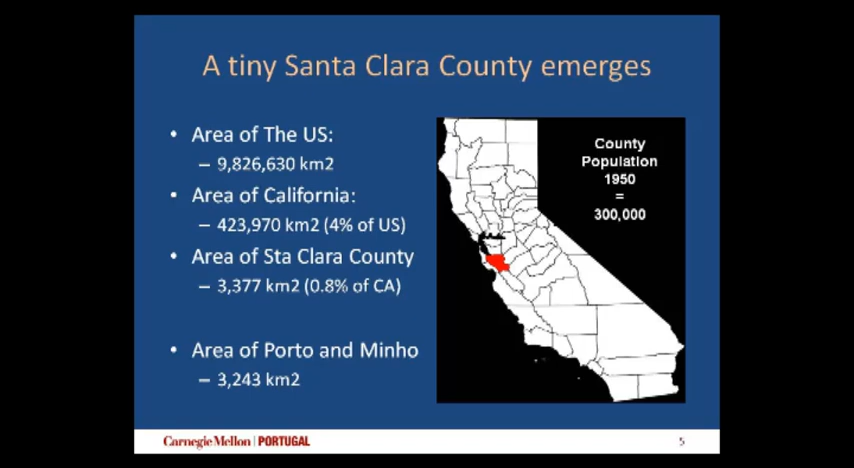 A tiny Santa Clara County emerges
• Area of The US:
– 9,826,630 km2
• Area of California:
– 423,970 km2 (4% of US)
• Area of Sta Clara County
– 3,377 km2 (0.8% of CA)
• Area of Porto and Minho
– 3,243 km2
County
Population
1950
=
300,000
Carnegie Mellon | PORTUGAL
5